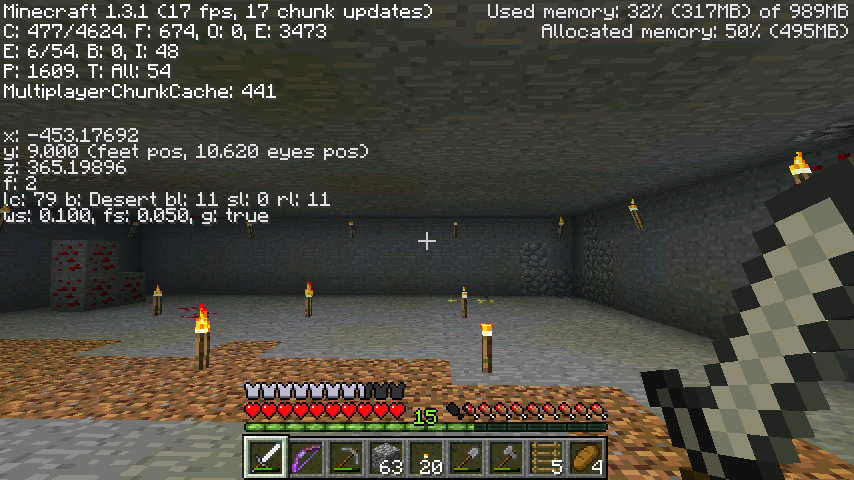 Minecraft 1.3.1 (17 fps, 17 chunk updates)
Used memory: 32% (317MB) of 989MB
C: 477/4624. F: 674, O: 0, E: 3473
Allocated memory: 50% (495MB)
E: 6/54. B: 0, I: 48
P: 1609. T: All: 54
MultiplayerChunkCache: 441
x: -453.17692
y: 9.000 (feet pos, 10.620 eyes pos)
z: 365.19896
f: 2
lc: 79 b: Desert bl: 11 sl: 0 rl: 11
ws: 0.100, fs: 0.050, g: true
15
63
20
5
4